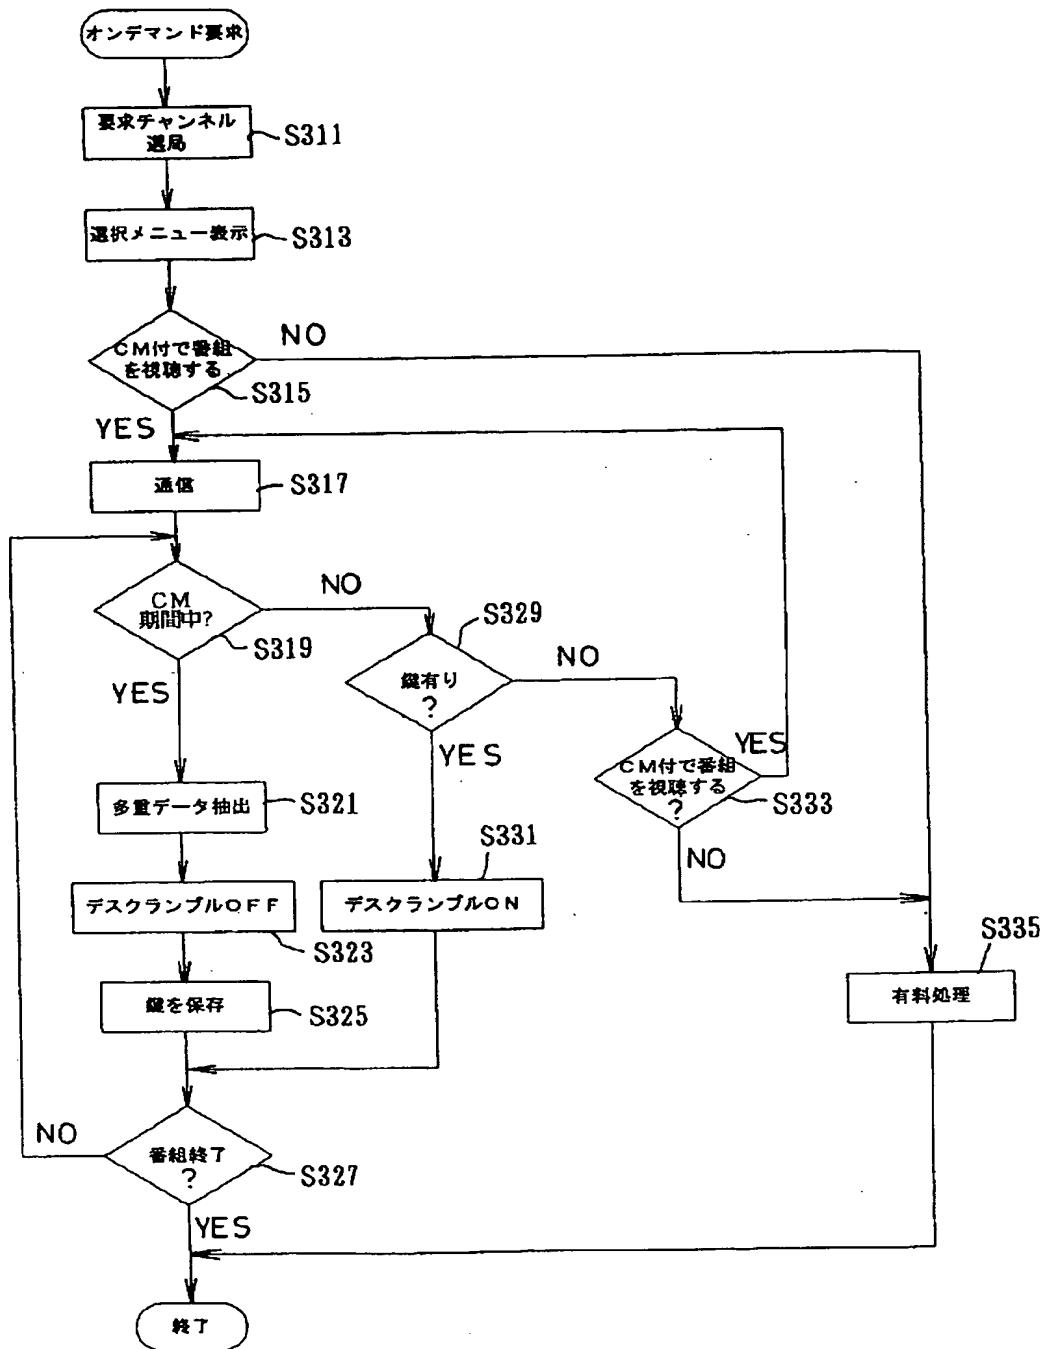 オンデマンド要求
要求チャンネル
選局
S311
選択メニュー表示
S313
CM付で番組
を視聴する
S315
NO
YES
通信
S317
CM
期間中?
S319
NO
YES
鍵有り
?
S329
NO
YES
CM付で番組
を視聴する
?
S333
YES
NO
多重データ抽出
S321
デスクランブルOFF
S323
デスクランブルON
S331
鍵を保存
S325
有料処理
S335
番組終了
?
S327
NO
YES
終了